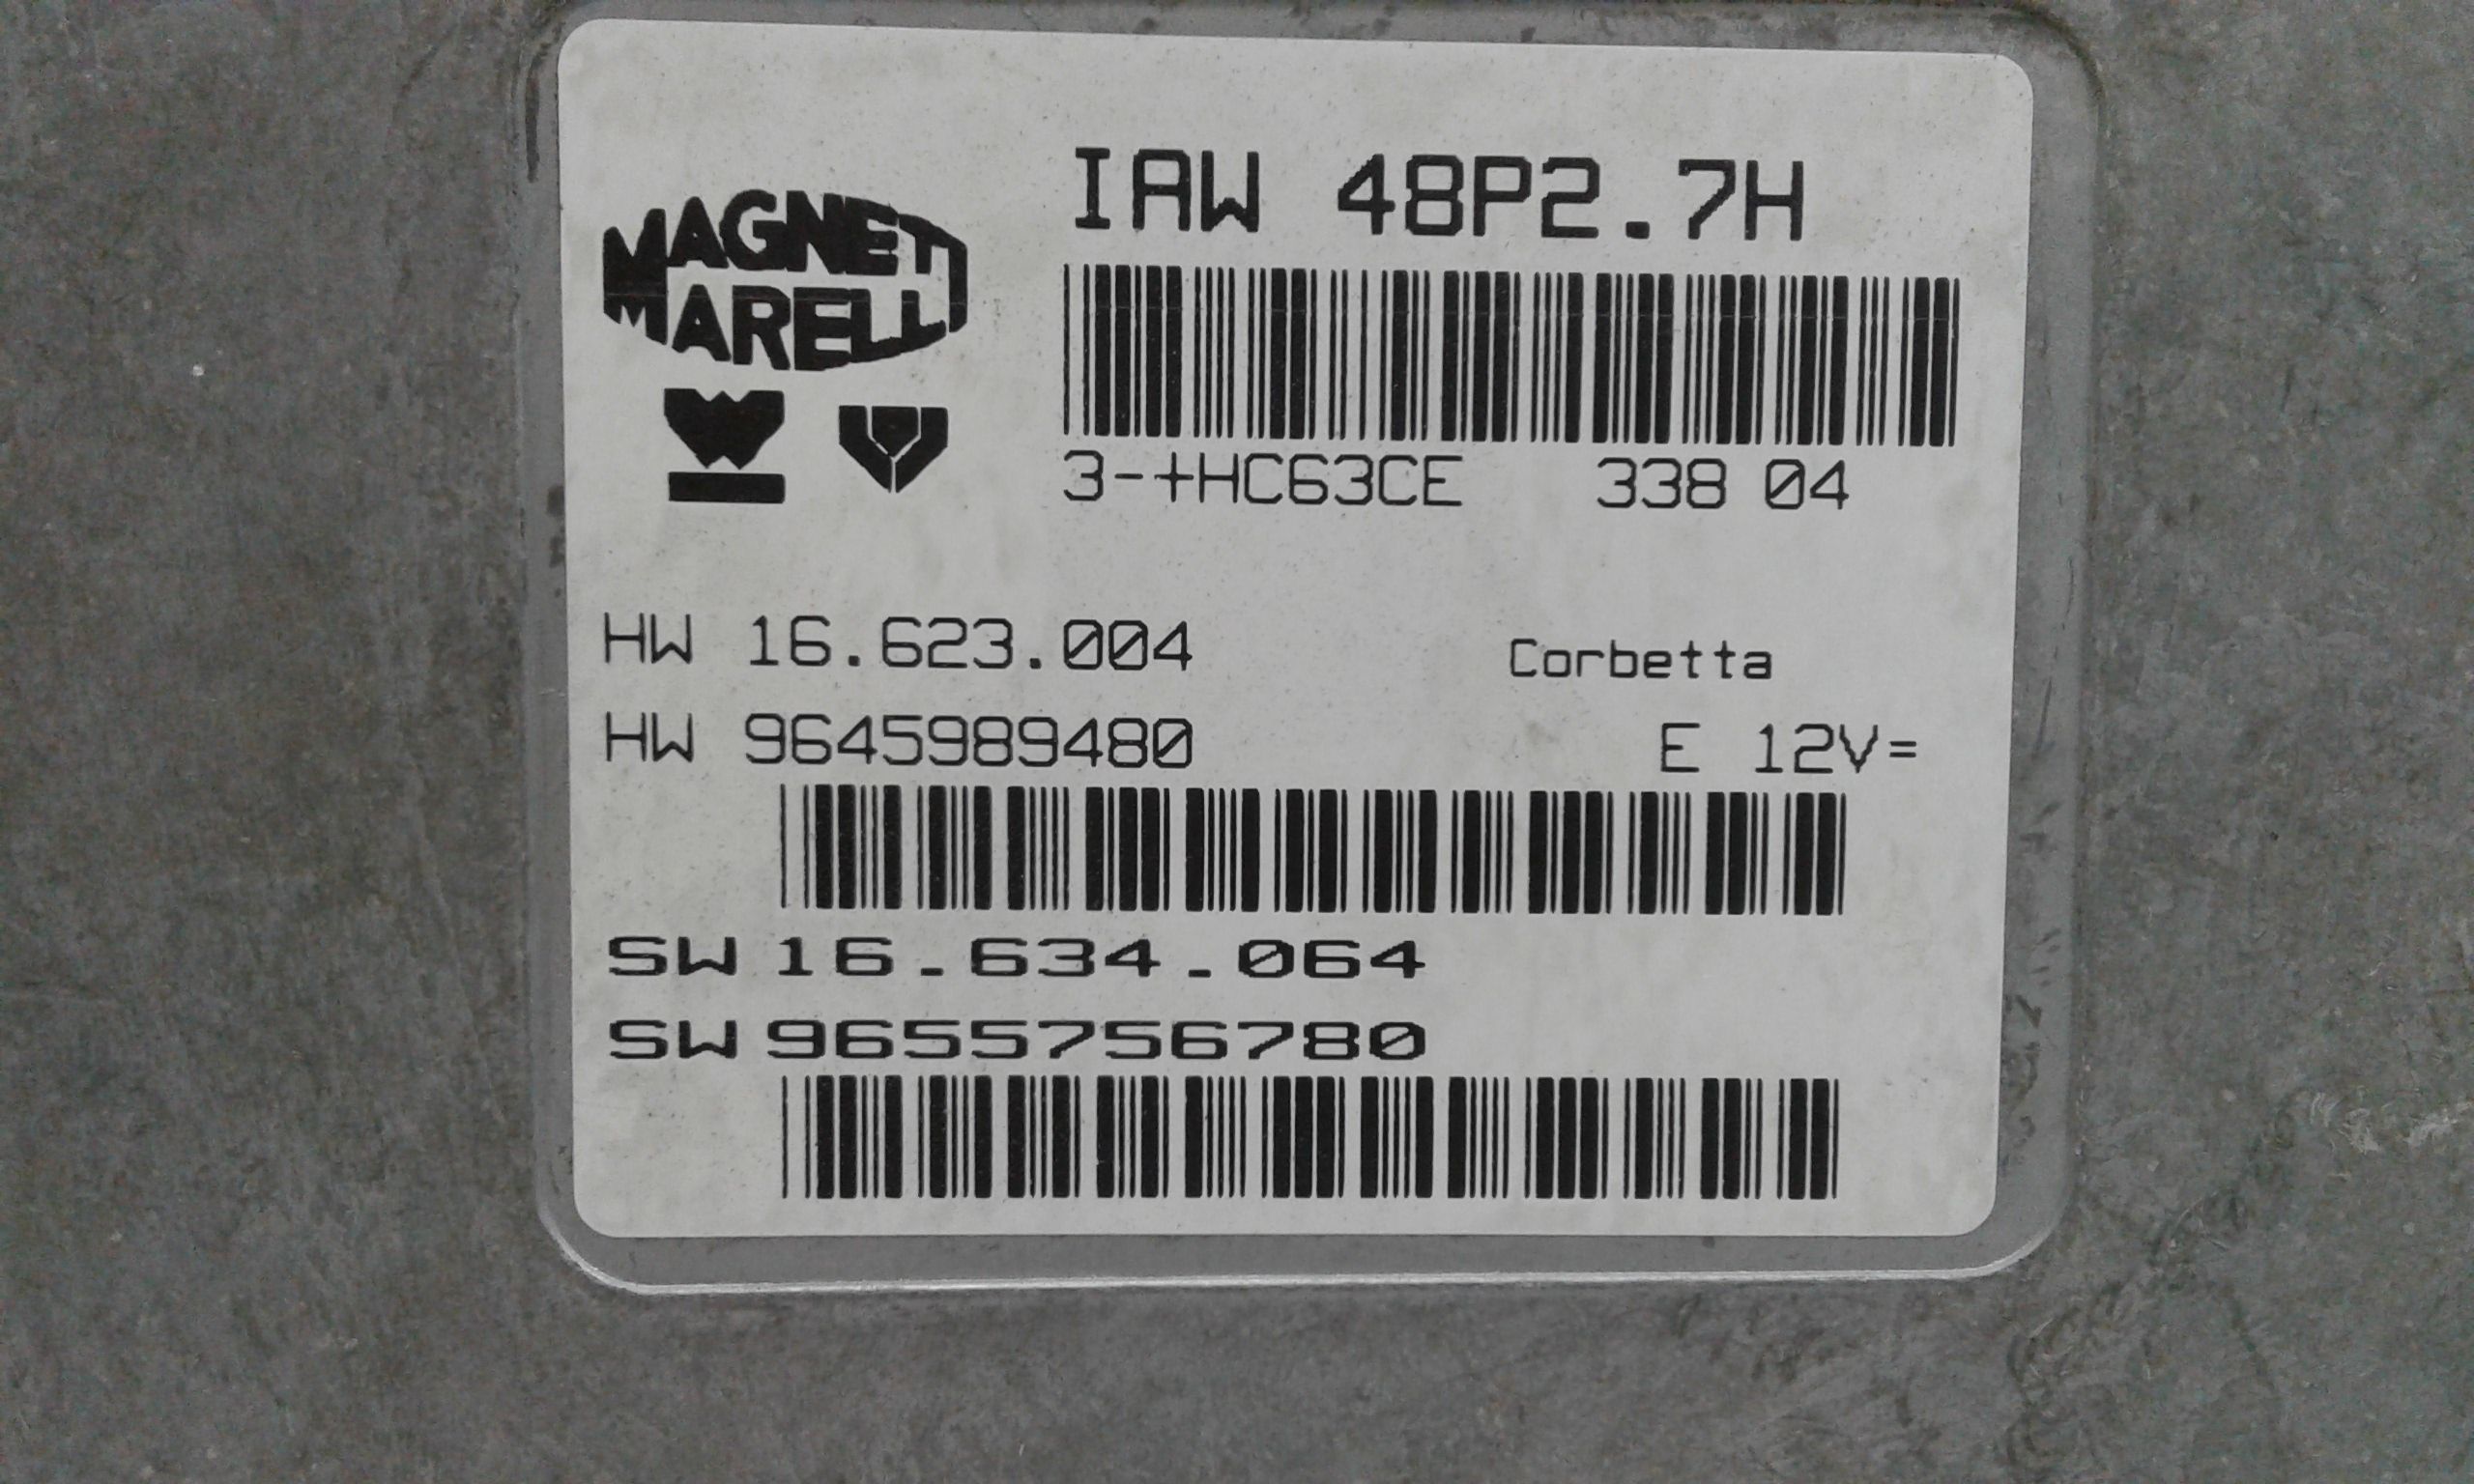 MAGNETI
MARELLI
IAW 48P2.7H
3-+HC63CE 338 04
HW 16.623.004
Corbetta
HW 9645989480
E 12V=
SW 16.634.064
SW 9655756780